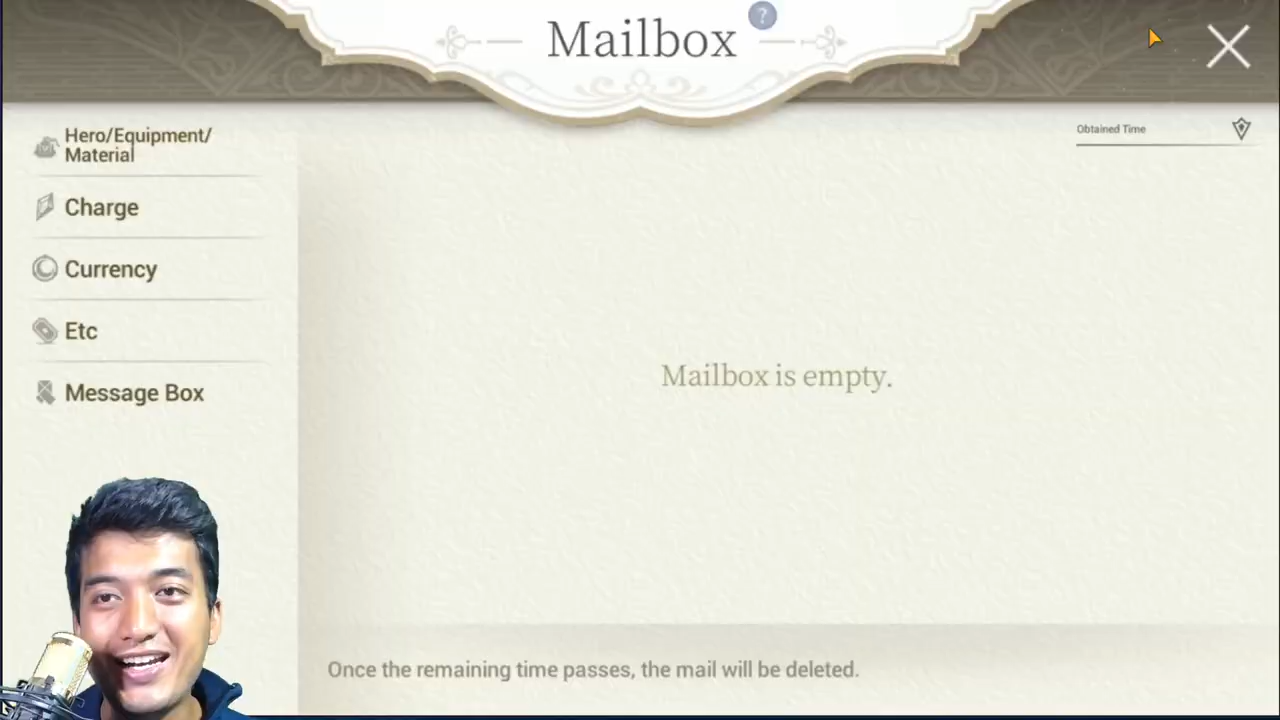 Mailbox
?
Obtained Time
Hero/Equipment/
Material
Charge
Currency
Etc
Message Box
Mailbox is empty.
Once the remaining time passes, the mail will be deleted.